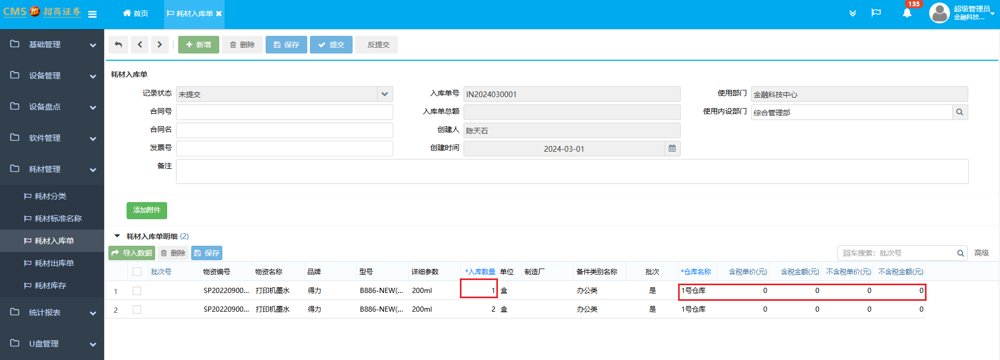 CMS 招商证券
首页
耗材入库单
133
超级管理员
金融科技...
基础管理
设备管理
设备盘点
软件管理
耗材管理
耗材分类
耗材标准名称
耗材入库单
耗材出库单
耗材库存
统计报表
U盘管理
新增 删除 保存 提交 反提交
耗材入库单
记录状态 未提交 入库单号 IN2024030001 使用部门 金融科技中心
合同号 入库单总额 使用内设部门 综合管理部
合同名 创建人 陈天石
发票号 创建时间 2024-03-01
备注
添加附件
耗材入库单明细 (2)
导入数据 删除 保存 回车搜索：批次号 高级
批次号 物资编号 物资名称 品牌 型号 详细参数 *入库数量 单位 制造厂 备件类别名称 批次 *仓库名称 含税单价(元) 含税金额(元) 不含税单价(元) 不含税金额(元)
1 SP20220900... 打印机墨水 得力 B886-NEW(... 200ml 1 盒 办公类 是 1号仓库 0 0 0 0
2 SP20220900... 打印机墨水 得力 B886-NEW(... 200ml 2 盒 办公类 是 1号仓库 0 0 0 0